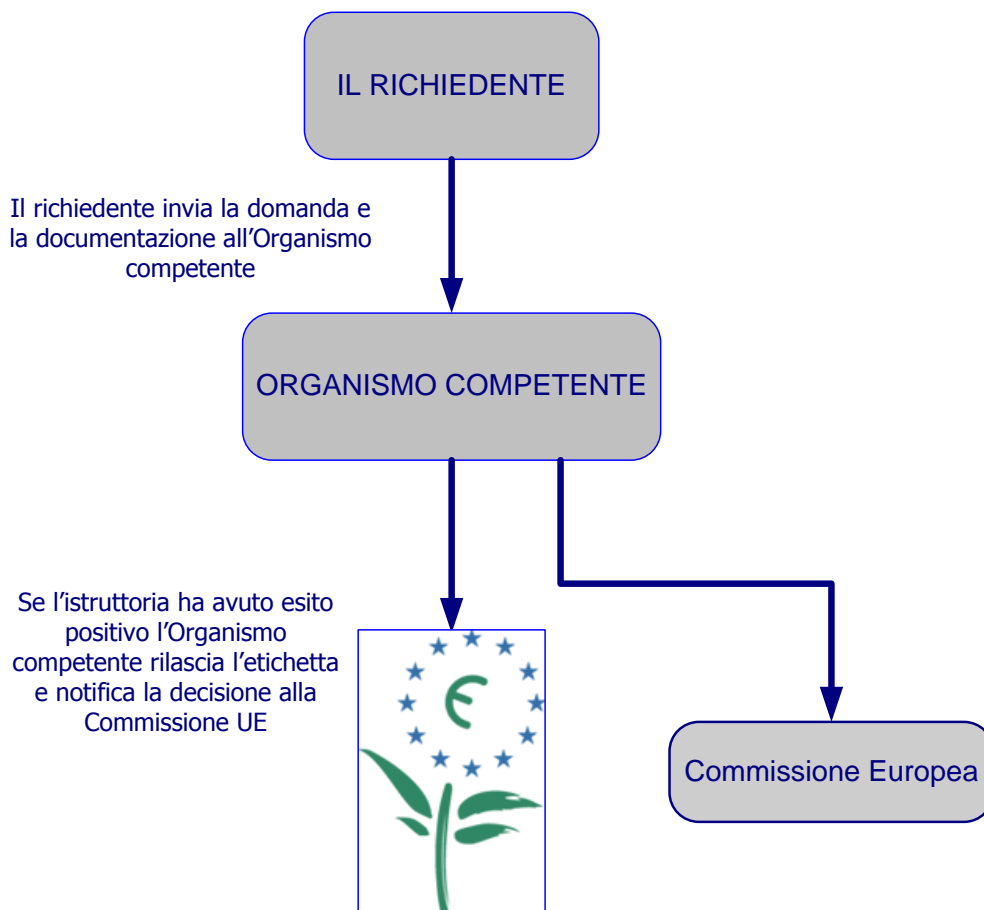 IL RICHIEDENTE
Il richiedente invia la domanda e
la documentazione all’Organismo
competente
ORGANISMO COMPETENTE
Se l’istruttoria ha avuto esito
positivo l’Organismo
competente rilascia l’etichetta
e notifica la decisione alla
Commissione UE
Commissione Europea